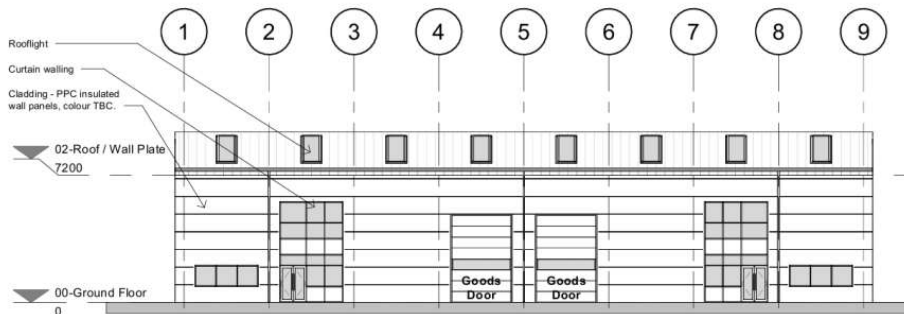 1 2 3 4 5 6 7 8 9
Rooflight
Curtain walling
Cladding - PPC insulated
wall panels, colour TBC.
02-Roof / Wall Plate
7200
Goods
Door
Goods
Door
00-Ground Floor
0